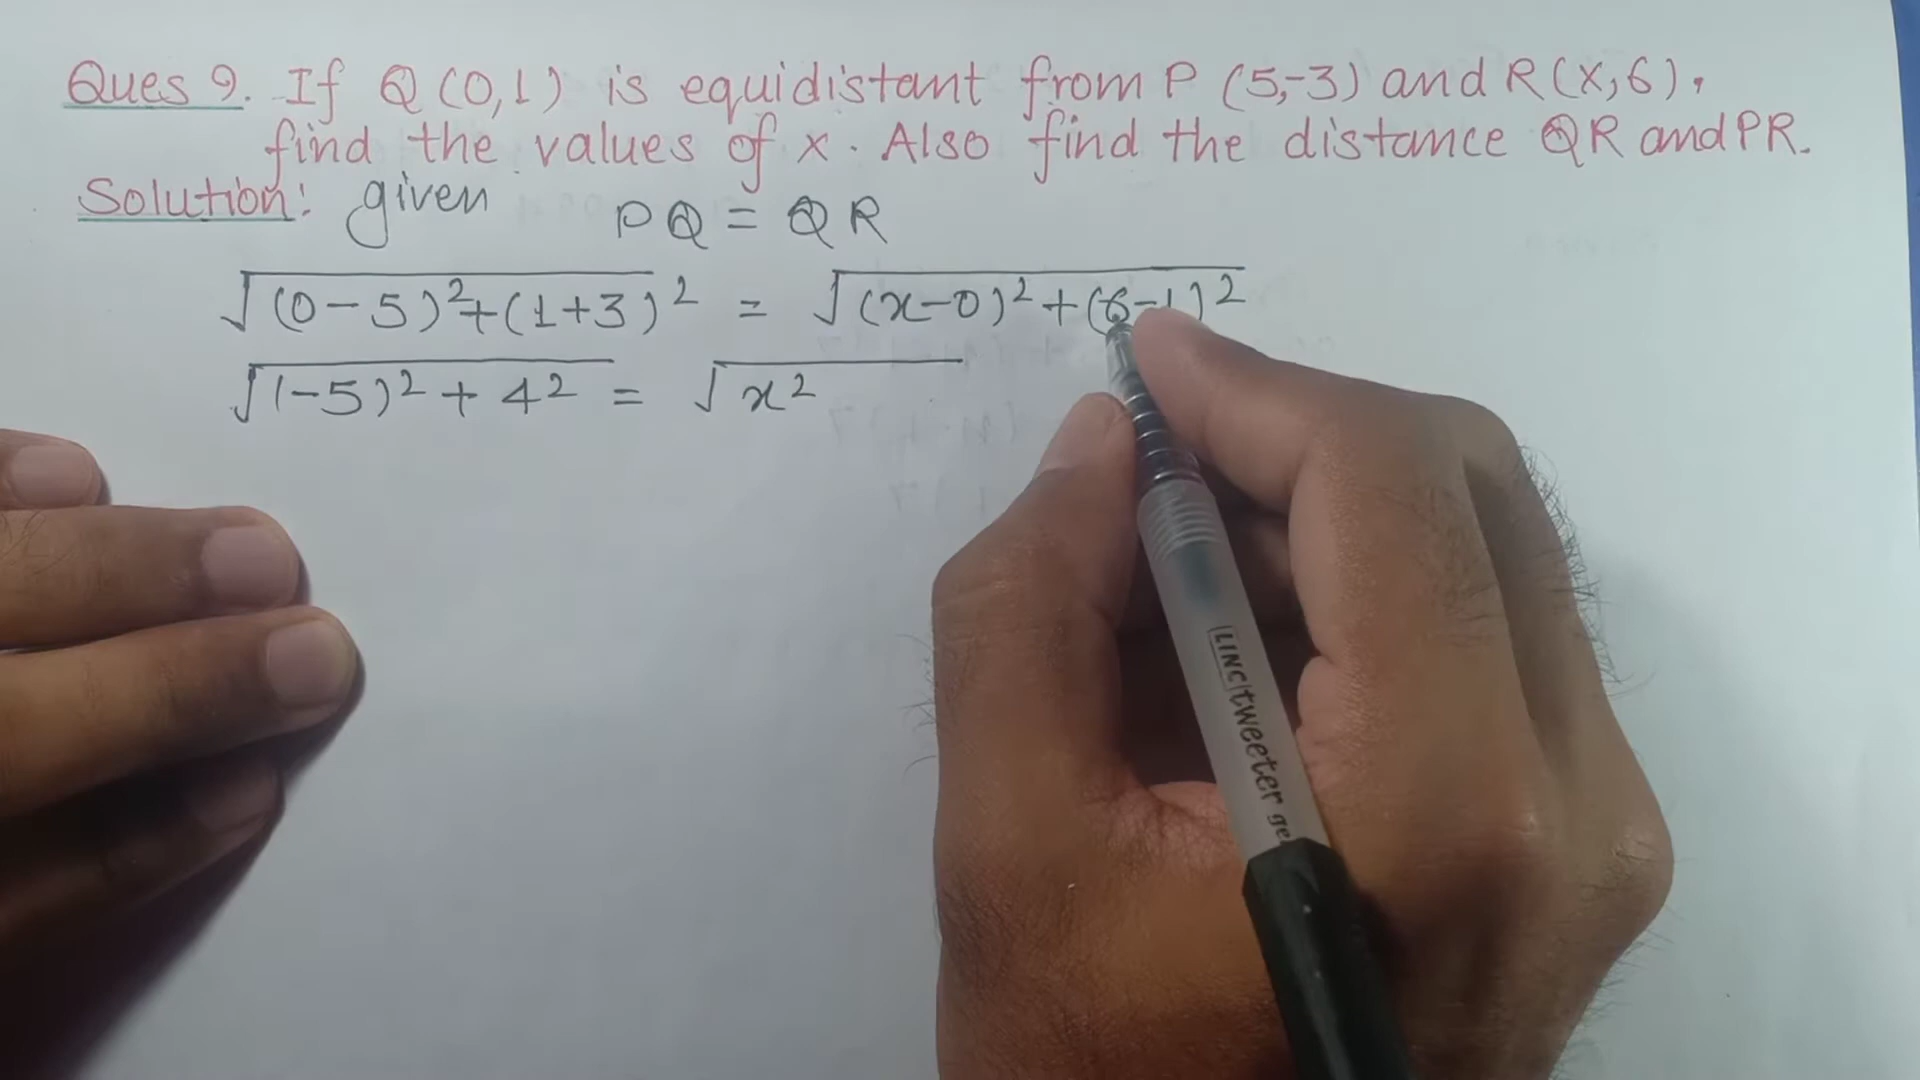 Ques 9. If Q (0,1) is equidistant from P (5,-3) and R(x,6),
find the values of x. Also find the distance QR and PR.
Solution: given PQ = QR
√(0-5)²+(1+3)² = √(x-0)²+(6-1)²
√(-5)² + 4² = √x²
LINC tweeter gel